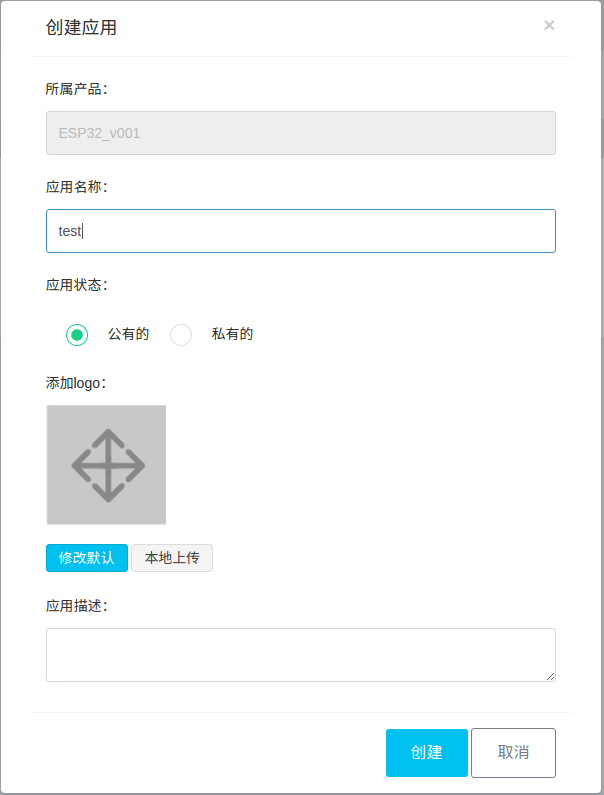 创建应用 ×
所属产品：
ESP32_v001
应用名称：
test
应用状态：
公有的 私有的
添加logo：
修改默认 本地上传
应用描述：
创建 取消